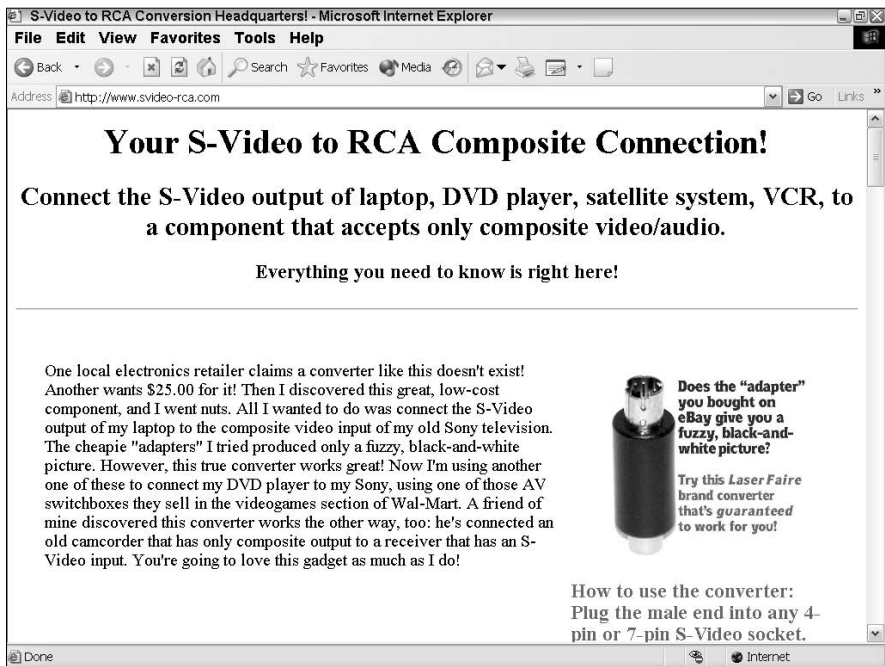 S-Video to RCA Conversion Headquarters! - Microsoft Internet Explorer
File Edit View Favorites Tools Help
Back Search Favorites Media
Address http://www.svideo-rca.com Go Links »
Your S-Video to RCA Composite Connection!
Connect the S-Video output of laptop, DVD player, satellite system, VCR, to
a component that accepts only composite video/audio.
Everything you need to know is right here!
One local electronics retailer claims a converter like this doesn't exist!
Another wants $25.00 for it! Then I discovered this great, low-cost
component, and I went nuts. All I wanted to do was connect the S-Video
output of my laptop to the composite video input of my old Sony television.
The cheapie "adapters" I tried produced only a fuzzy, black-and-white
picture. However, this true converter works great! Now I'm using another
one of these to connect my DVD player to my Sony, using one of those AV
switchboxes they sell in the videogames section of Wal-Mart. A friend of
mine discovered this converter works the other way, too: he's connected an
old camcorder that has only composite output to a receiver that has an S-
Video input. You're going to love this gadget as much as I do!
Does the “adapter”
you bought on
eBay give you a
fuzzy, black-and-
white picture?
Try this Laser Faire
brand converter
that's guaranteed
to work for you!
How to use the converter:
Plug the male end into any 4-
pin or 7-pin S-Video socket.
Done Internet